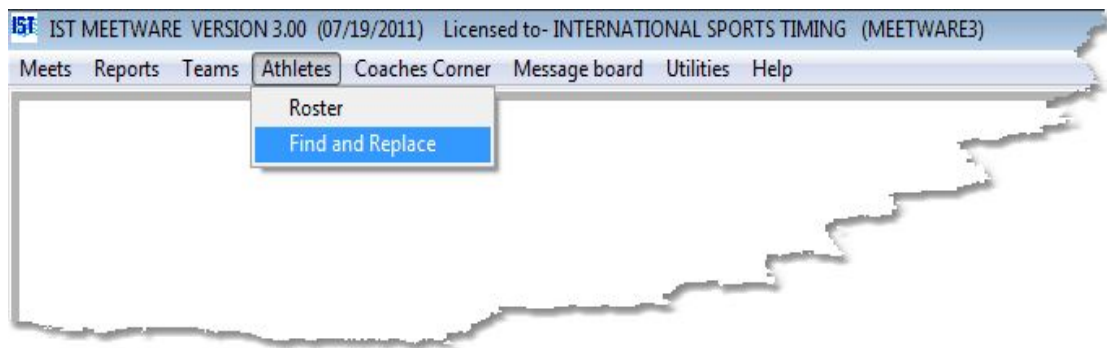 IST IST MEETWARE VERSION 3.00 (07/19/2011) Licensed to- INTERNATIONAL SPORTS TIMING (MEETWARE3)
Meets Reports Teams Athletes Coaches Corner Message board Utilities Help
Roster
Find and Replace